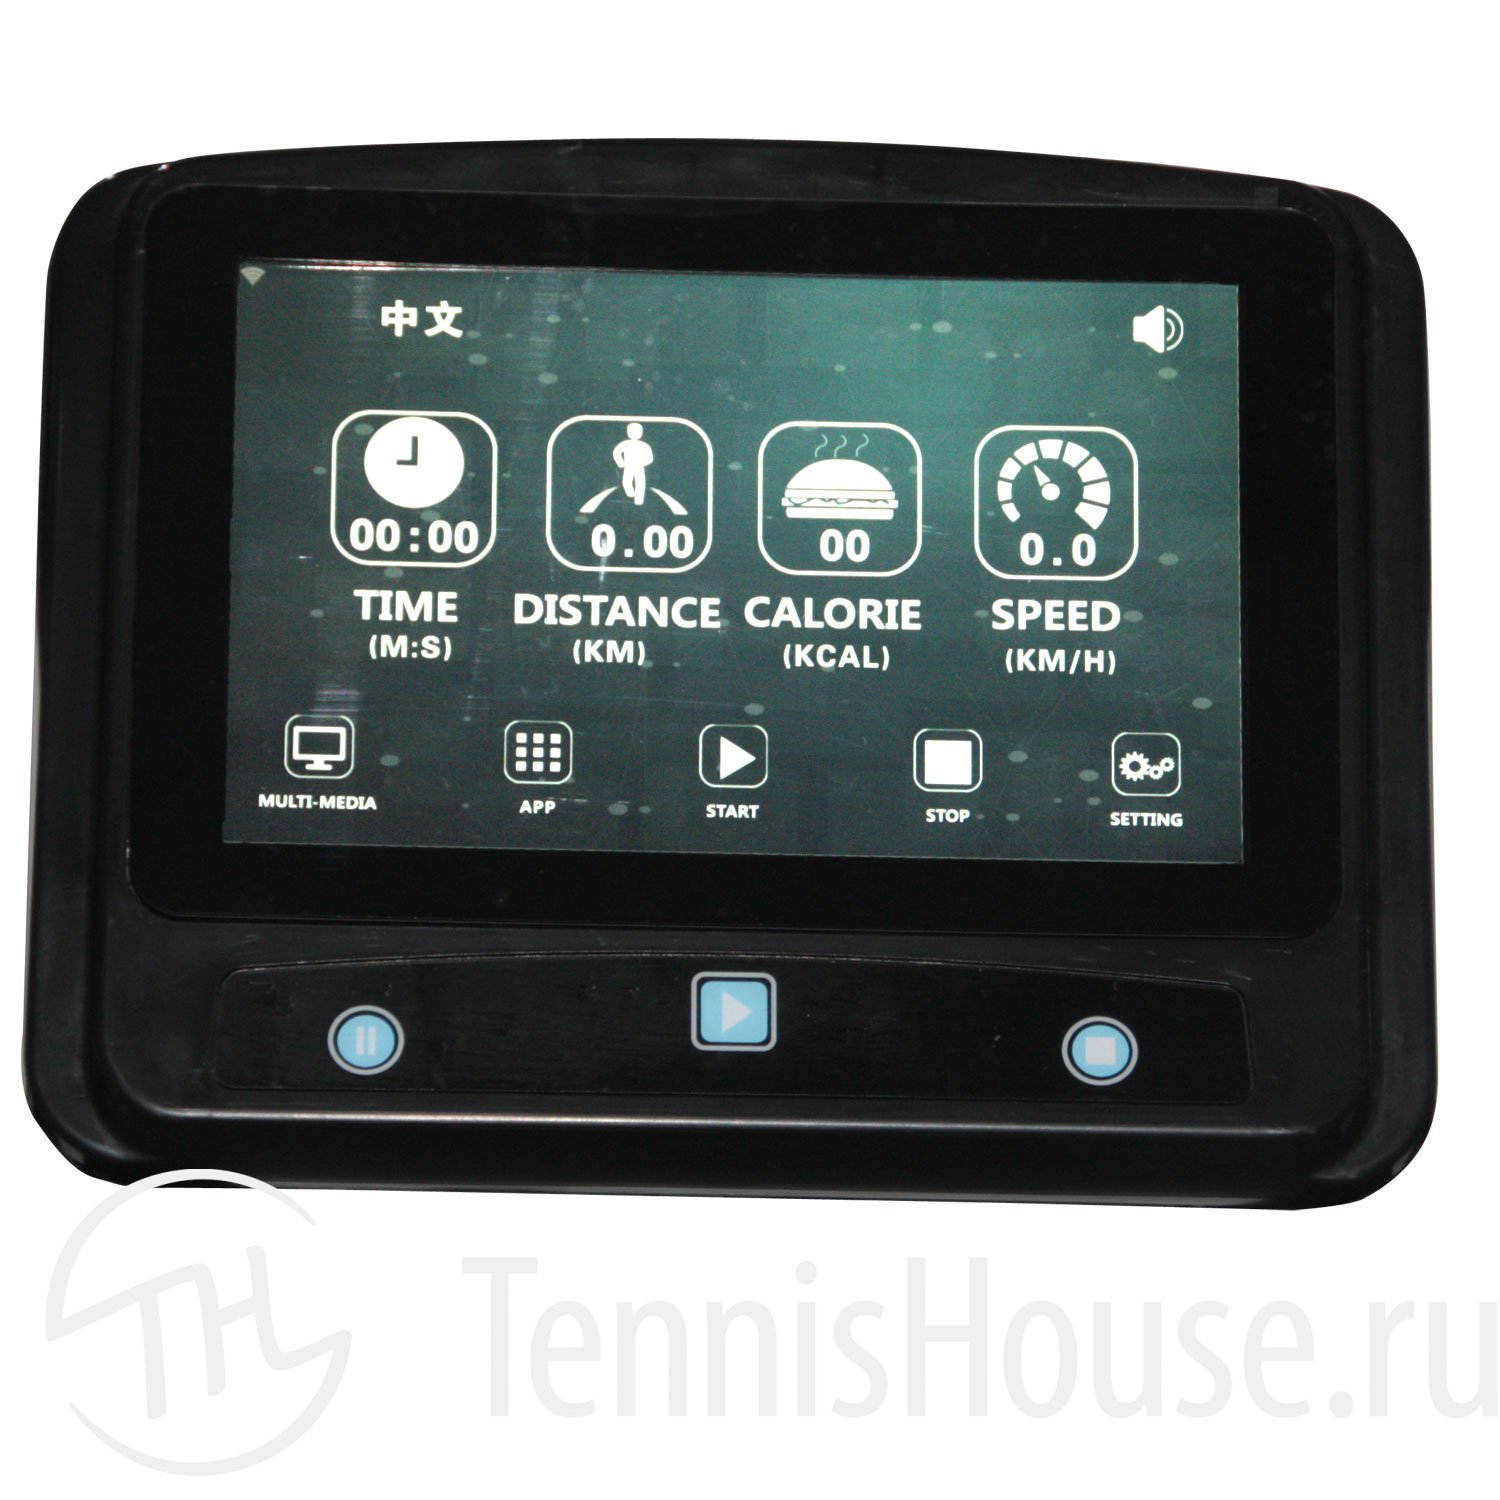 中文
00:00 0.00 00 0.0
TIME DISTANCE CALORIE SPEED
(M:S) (KM) (KCAL) (KM/H)
MULTI-MEDIA APP START STOP SETTING
TH
TennisHouse.ru